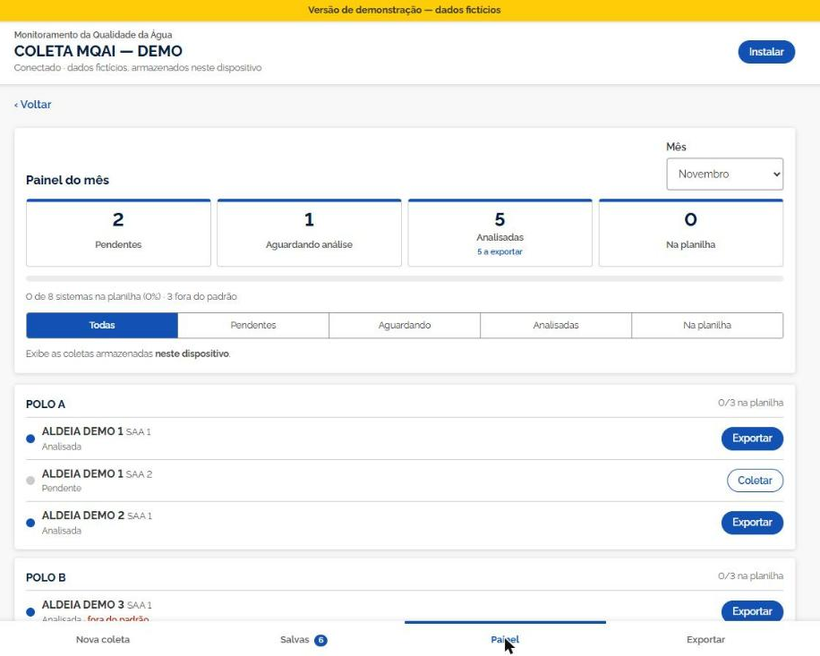 Versão de demonstração — dados fictícios
Monitoramento da Qualidade da Água
COLETA MQAI — DEMO
Conectado · dados fictícios, armazenados neste dispositivo
Instalar
‹ Voltar
Mês
Painel do mês
Novembro
2
Pendentes
1
Aguardando análise
5
Analisadas
5 a exportar
0
Na planilha
0 de 8 sistemas na planilha (0%) · 3 fora do padrão
Todas
Pendentes
Aguardando
Analisadas
Na planilha
Exibe as coletas armazenadas neste dispositivo.
POLO A
0/3 na planilha
ALDEIA DEMO 1 SAA 1
Analisada
Exportar
ALDEIA DEMO 1 SAA 2
Pendente
Coletar
ALDEIA DEMO 2 SAA 1
Analisada
Exportar
POLO B
0/3 na planilha
ALDEIA DEMO 3 SAA 1
Analisada · fora do padrão
Exportar
Nova coleta
Salvas 6
Painel
Exportar